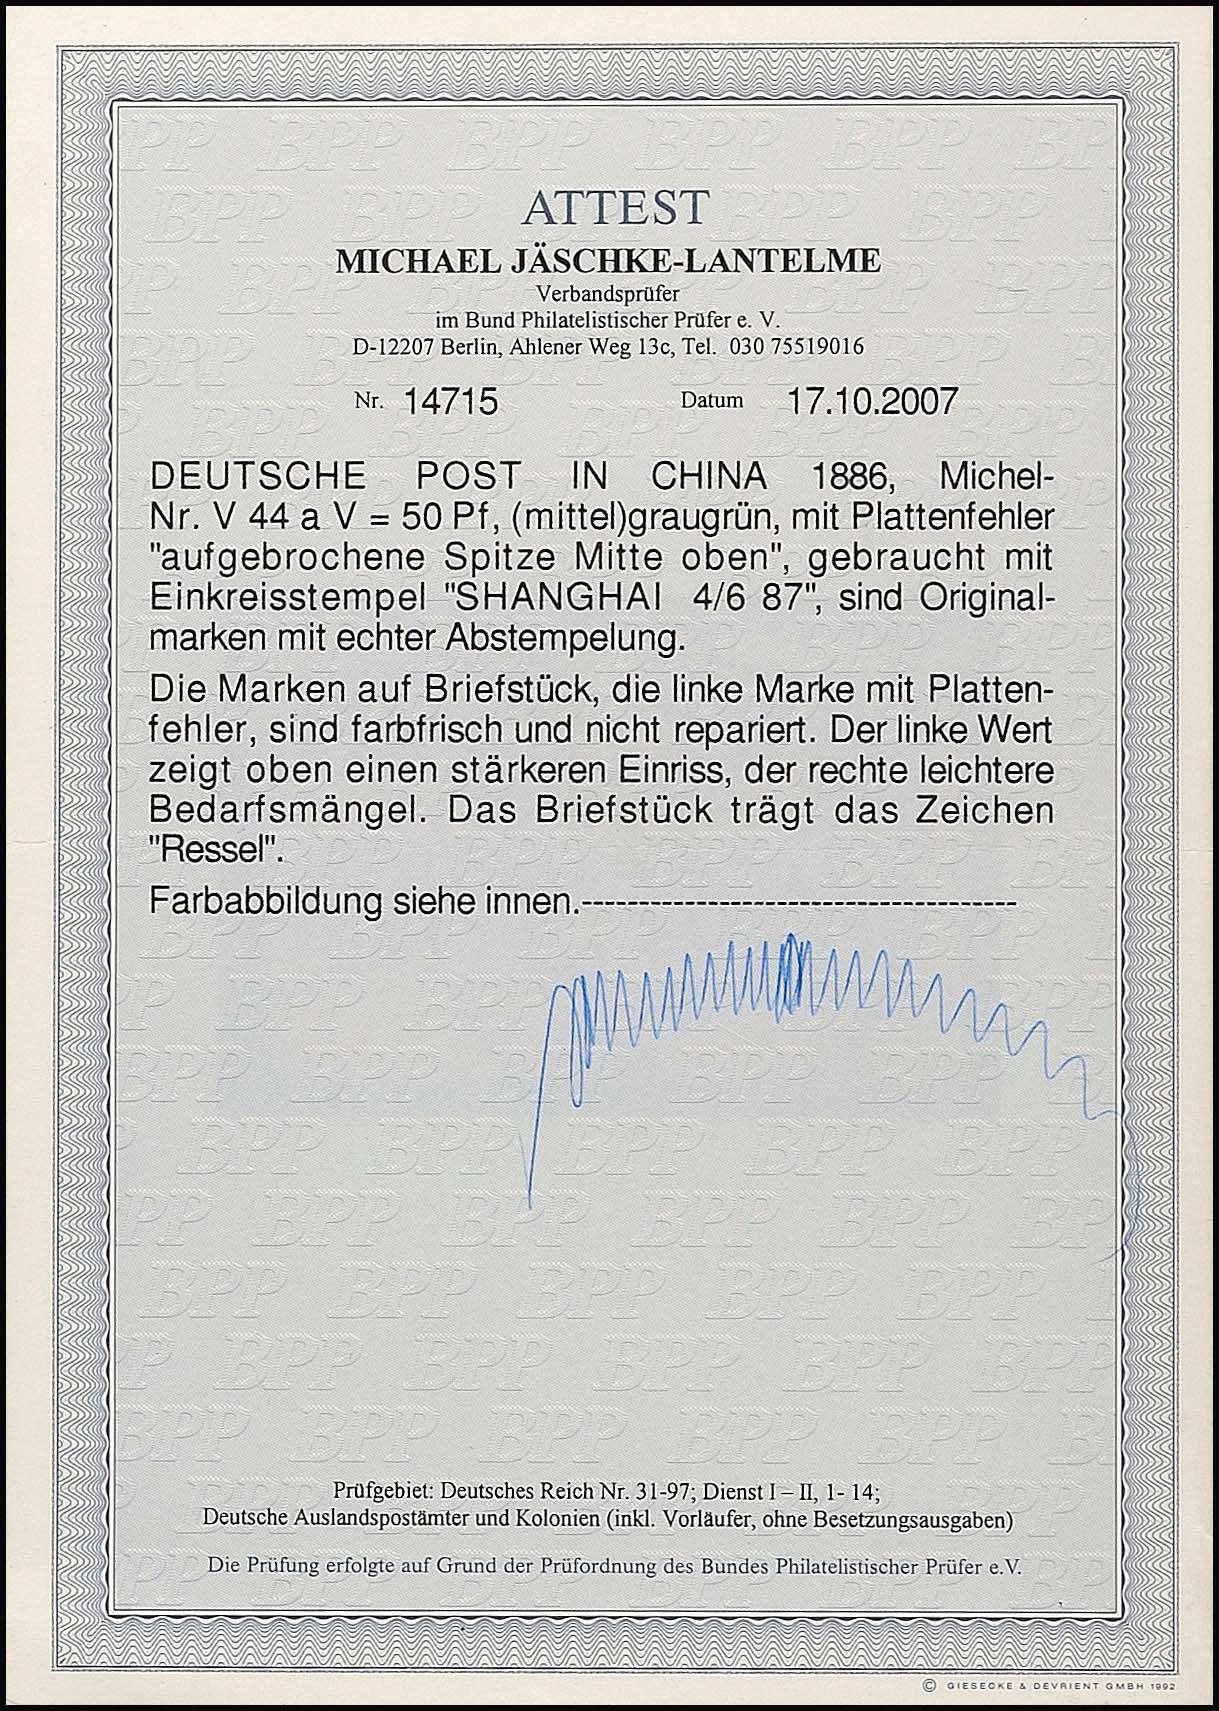 ATTEST
MICHAEL JÄSCHKE-LANTELME
Verbandsprüfer
im Bund Philatelistischer Prüfer e. V.
D-12207 Berlin, Ahlener Weg 13c, Tel. 030 75519016
Nr. 14715 Datum 17.10.2007
DEUTSCHE POST IN CHINA 1886, Michel-
Nr. V 44 a V = 50 Pf, (mittel)graugrün, mit Plattenfehler
"aufgebrochene Spitze Mitte oben", gebraucht mit
Einkreisstempel "SHANGHAI 4/6 87", sind Original-
marken mit echter Abstempelung.
Die Marken auf Briefstück, die linke Marke mit Platten-
fehler, sind farbfrisch und nicht repariert. Der linke Wert
zeigt oben einen stärkeren Einriss, der rechte leichtere
Bedarfsmängel. Das Briefstück trägt das Zeichen
"Ressel".
Farbabbildung siehe innen.---------------------------------------
Prüfgebiet: Deutsches Reich Nr. 31-97; Dienst I – II, 1- 14;
Deutsche Auslandspostämter und Kolonien (inkl. Vorläufer, ohne Besetzungsausgaben)
Die Prüfung erfolgte auf Grund der Prüfordnung des Bundes Philatelistischer Prüfer e.V.
© GIESECKE & DEVRIENT GMBH 1992